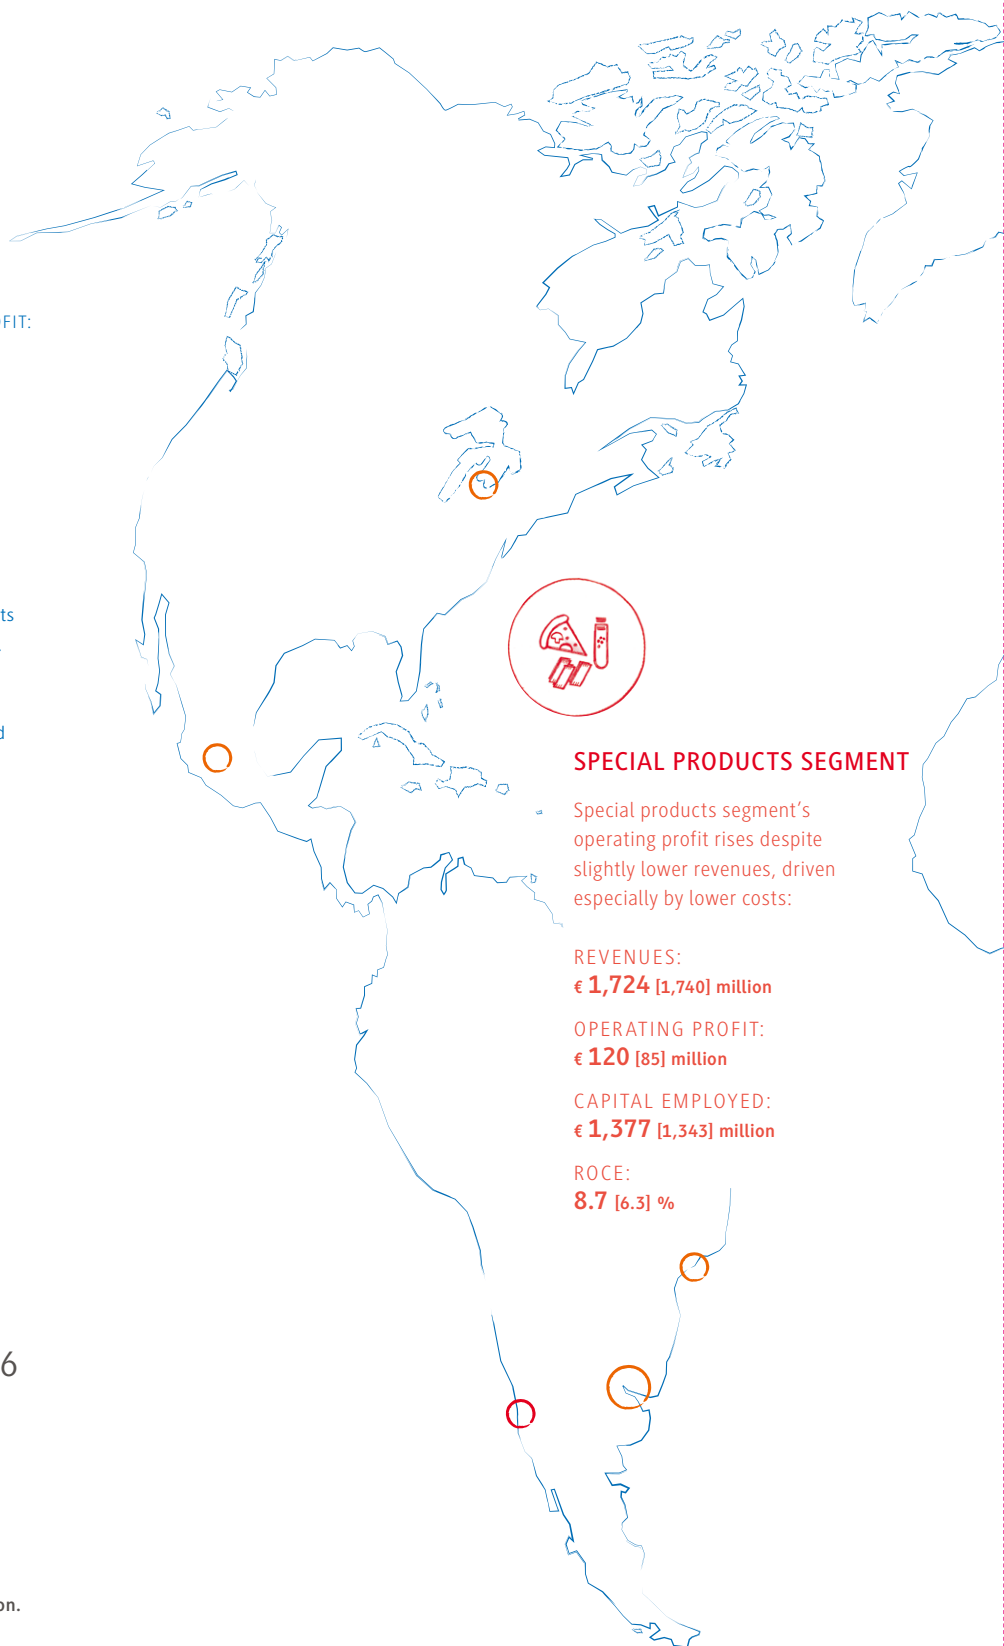 FIT:
ts
d
SPECIAL PRODUCTS SEGMENT
Special products segment’s
operating profit rises despite
slightly lower revenues, driven
especially by lower costs:
REVENUES:
€ 1,724 [1,740] million
OPERATING PROFIT:
€ 120 [85] million
CAPITAL EMPLOYED:
€ 1,377 [1,343] million
ROCE:
8.7 [6.3] %
6
on.